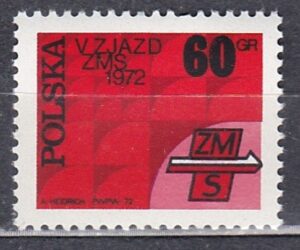 POLSKA
V ZJAZD
ZMS
1972
60 GR
ZM
S
A. HEIDRICH PWPW-72